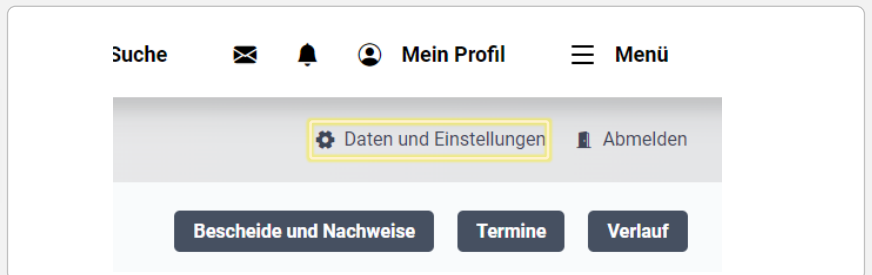 Suche Mein Profil Menü
Daten und Einstellungen Abmelden
Bescheide und Nachweise Termine Verlauf